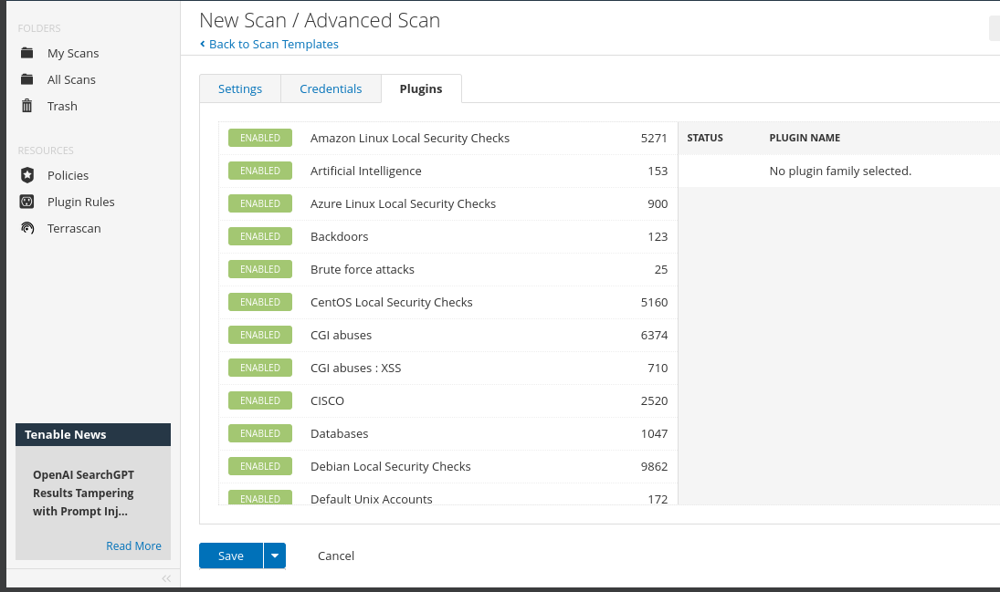 FOLDERS
My Scans
All Scans
Trash
RESOURCES
Policies
Plugin Rules
Terrascan
Tenable News
OpenAI SearchGPT
Results Tampering
with Prompt Inj...
Read More
New Scan / Advanced Scan
Back to Scan Templates
Settings Credentials Plugins
ENABLED Amazon Linux Local Security Checks 5271
ENABLED Artificial Intelligence 153
ENABLED Azure Linux Local Security Checks 900
ENABLED Backdoors 123
ENABLED Brute force attacks 25
ENABLED CentOS Local Security Checks 5160
ENABLED CGI abuses 6374
ENABLED CGI abuses : XSS 710
ENABLED CISCO 2520
ENABLED Databases 1047
ENABLED Debian Local Security Checks 9862
ENABLED Default Unix Accounts 172
STATUS PLUGIN NAME
No plugin family selected.
Save Cancel